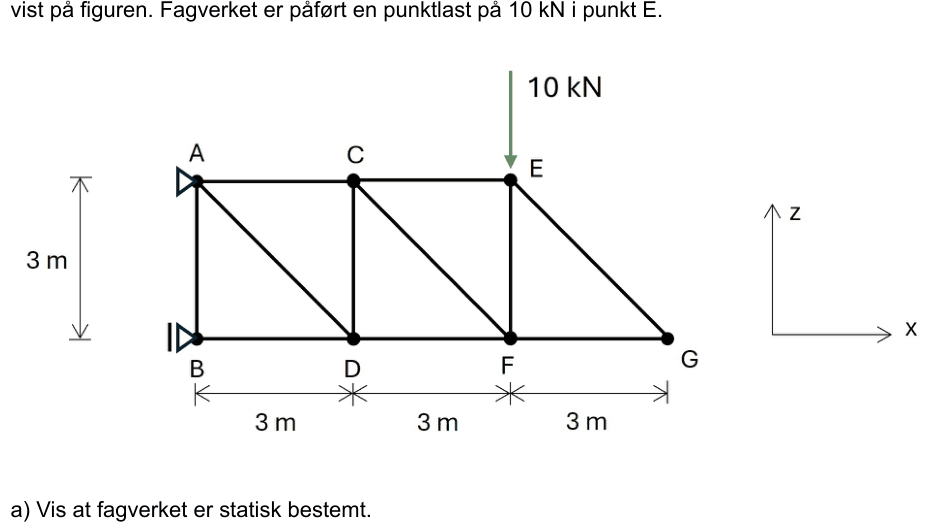 vist på figuren. Fagverket er påført en punktlast på 10 kN i punkt E.
10 kN
A
C
E
z
3 m
x
B
D
F
G
3 m
3 m
3 m
a) Vis at fagverket er statisk bestemt.